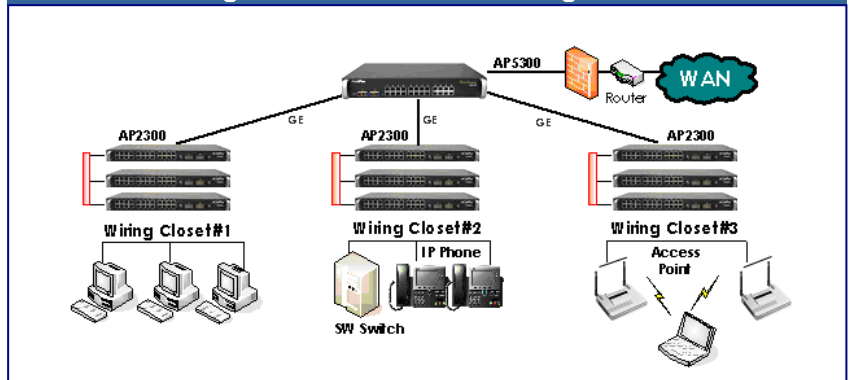 AP5300
Router
WAN
GE
GE
GE
AP2300
AP2300
AP2300
Wiring Closet#1
Wiring Closet#2
Wiring Closet#3
IP Phone
Access
Point
SW Switch